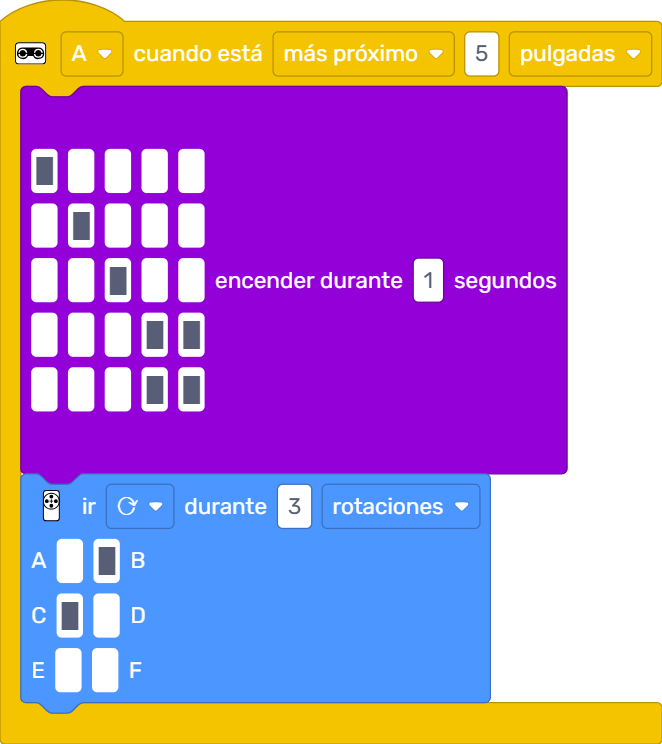 A cuando está más próximo 5 pulgadas
encender durante 1 segundos
ir durante 3 rotaciones
A B
C D
E F